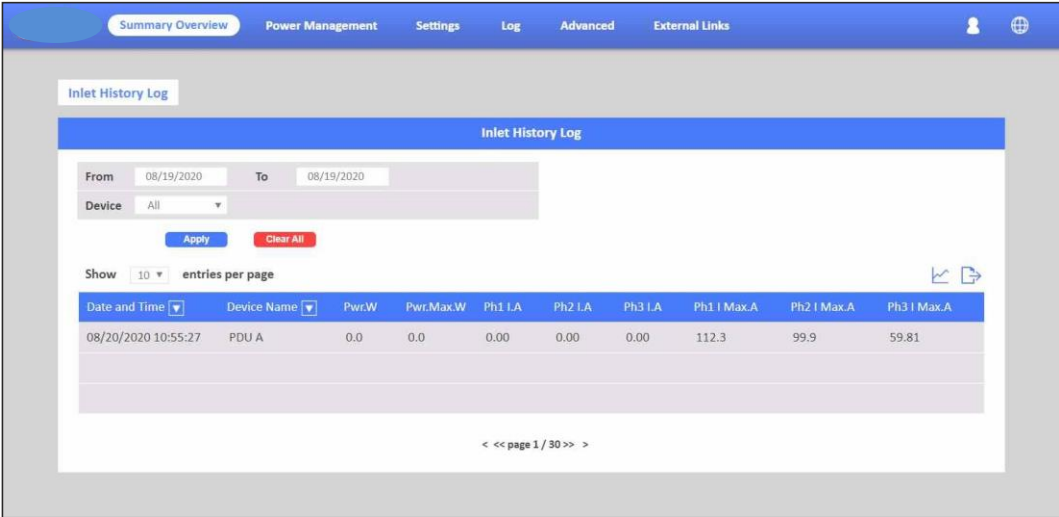 Summary Overview Power Management Settings Log Advanced External Links
Inlet History Log
Inlet History Log
From 08/19/2020 To 08/19/2020
Device All
Apply Clear All
Show 10 entries per page
Date and Time Device Name Pwr.W Pwr.Max.W Ph1 I.A Ph2 I.A Ph3 I.A Ph1 I Max.A Ph2 I Max.A Ph3 I Max.A
08/20/2020 10:55:27 PDU A 0.0 0.0 0.00 0.00 0.00 112.3 99.9 59.81
< << page 1 / 30 >> >